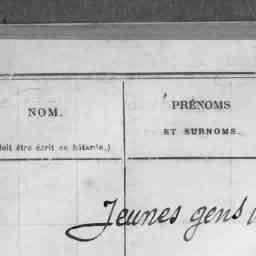 NOM.
doit être écrit en bâtarde.)
PRÉNOMS
ET SURNOMS.
Jeunes gens